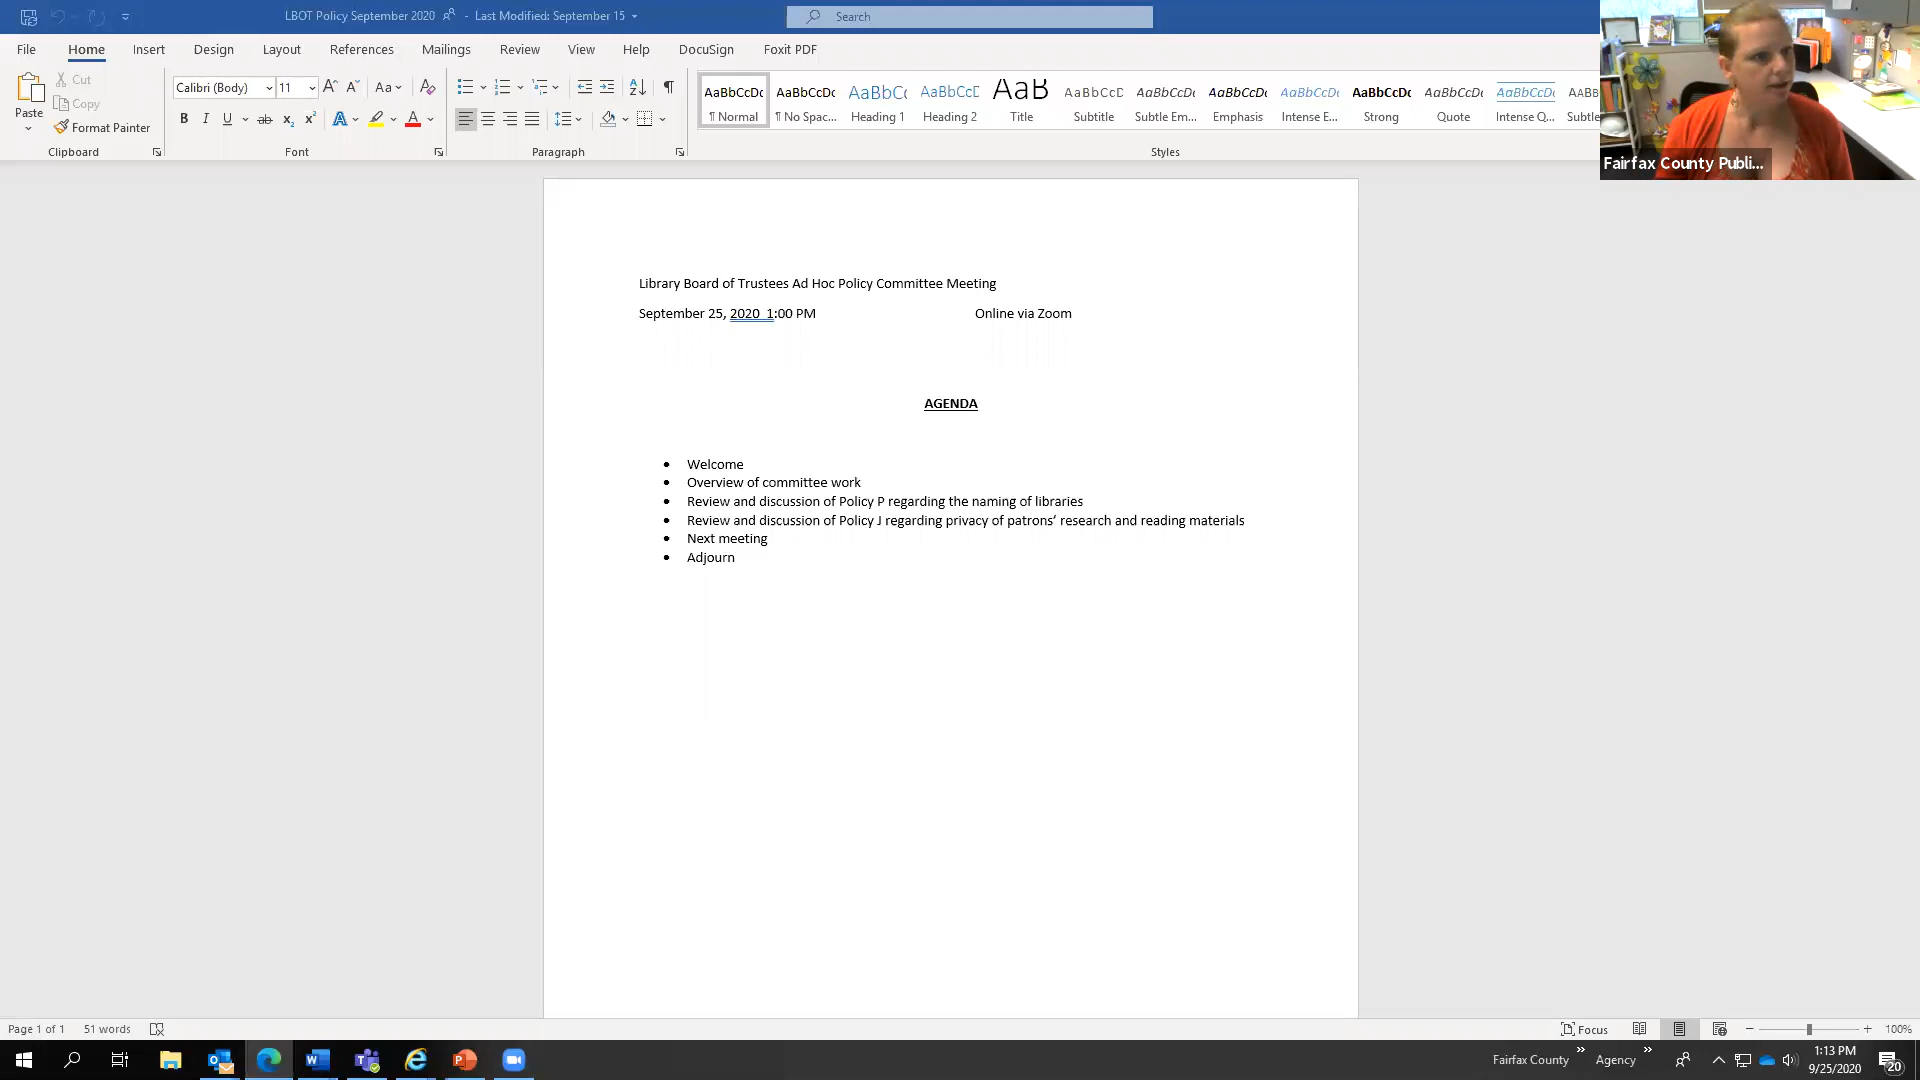 LBOT Policy September 2020 - Last Modified: September 15
Search
File Home Insert Design Layout References Mailings Review View Help DocuSign Foxit PDF
Paste
Cut
Copy
Format Painter
Clipboard
Calibri (Body) 11
Font
Paragraph
AaBbCcDc AaBbCcDc AaBbC( AaBbCcD AaB AaBbCcD AaBbCcDc AaBbCcDc AaBbCcDc AaBbCcDc AaBbCcDc AaBbCcDc AABB
¶ Normal ¶ No Spac... Heading 1 Heading 2 Title Subtitle Subtle Em... Emphasis Intense E... Strong Quote Intense Q... Subtle
Styles
Fairfax County Publi...
Library Board of Trustees Ad Hoc Policy Committee Meeting
September 25, 2020 1:00 PM Online via Zoom
AGENDA
• Welcome
• Overview of committee work
• Review and discussion of Policy P regarding the naming of libraries
• Review and discussion of Policy J regarding privacy of patrons’ research and reading materials
• Next meeting
• Adjourn
Page 1 of 1 51 words
Focus
100%
Fairfax County » Agency »
1:13 PM
9/25/2020
20